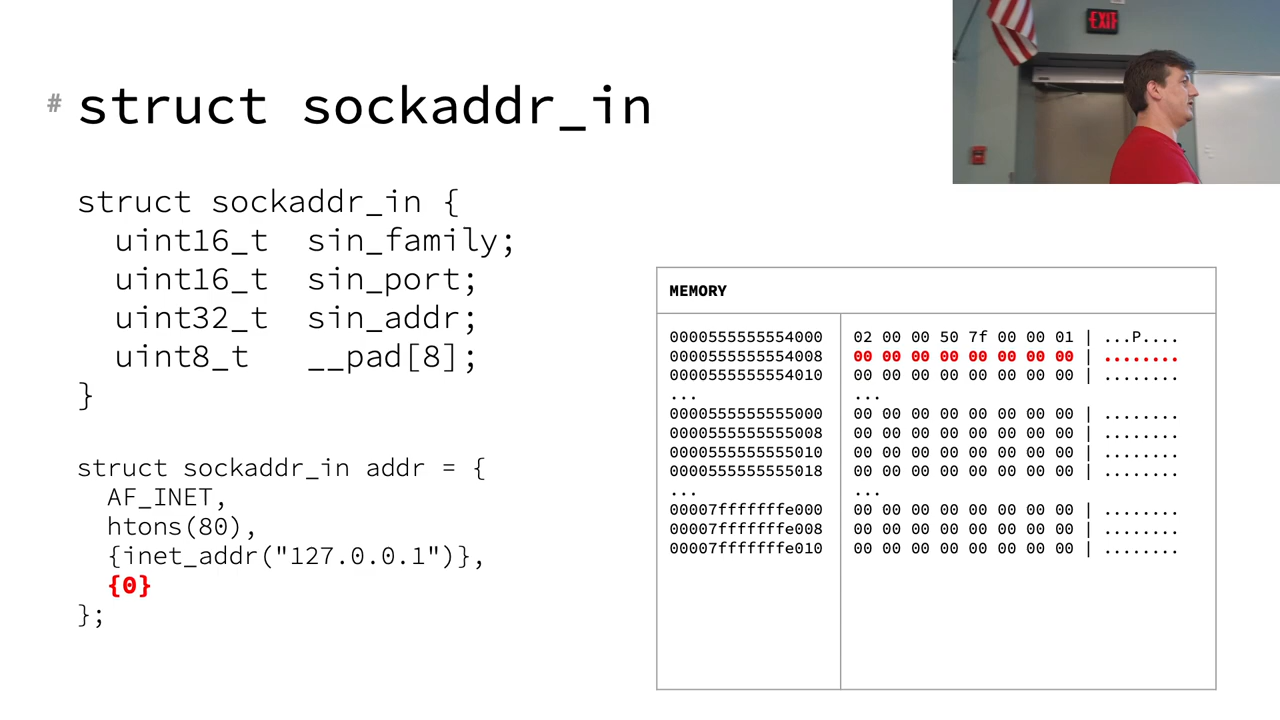 EXIT
# struct sockaddr_in
struct sockaddr_in {
uint16_t sin_family;
uint16_t sin_port;
uint32_t sin_addr;
uint8_t __pad[8];
}
struct sockaddr_in addr = {
AF_INET,
htons(80),
{inet_addr("127.0.0.1")},
{0}
};
MEMORY
0000555555554000 02 00 00 50 7f 00 00 01 | ...P....
0000555555554008 00 00 00 00 00 00 00 00 | ........
0000555555554010 00 00 00 00 00 00 00 00 | ........
... ...
0000555555555000 00 00 00 00 00 00 00 00 | ........
0000555555555008 00 00 00 00 00 00 00 00 | ........
0000555555555010 00 00 00 00 00 00 00 00 | ........
0000555555555018 00 00 00 00 00 00 00 00 | ........
... ...
00007fffffffe000 00 00 00 00 00 00 00 00 | ........
00007fffffffe008 00 00 00 00 00 00 00 00 | ........
00007fffffffe010 00 00 00 00 00 00 00 00 | ........